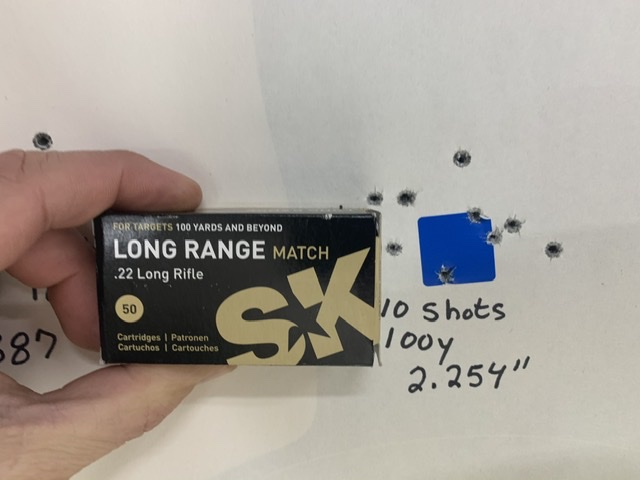 FOR TARGETS 100 YARDS AND BEYOND
LONG RANGE MATCH
.22 Long Rifle
50
Cartridges | Patronen
Cartuchos | Cartouches
SK
10 shots
100y
2.254"
387